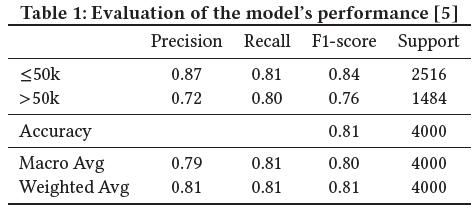 Table 1: Evaluation of the model’s performance [5]
Precision Recall F1-score Support
≤50k 0.87 0.81 0.84 2516
>50k 0.72 0.80 0.76 1484
Accuracy 0.81 4000
Macro Avg 0.79 0.81 0.80 4000
Weighted Avg 0.81 0.81 0.81 4000